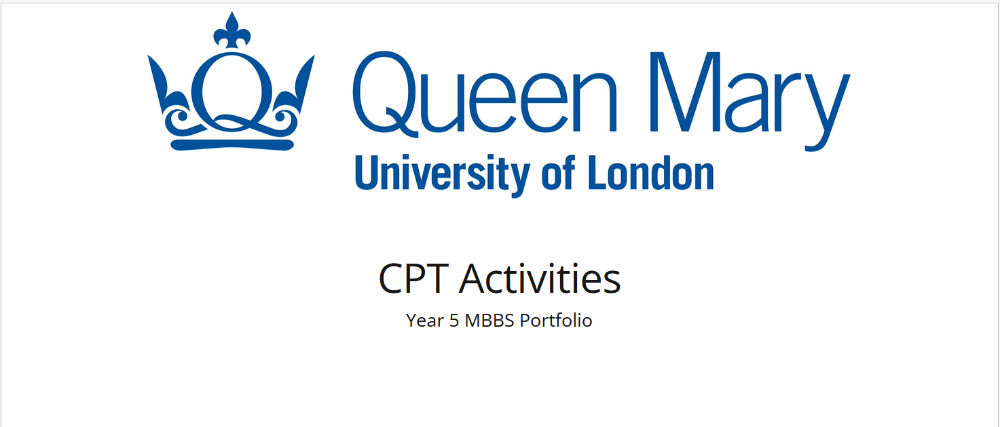 Queen Mary
University of London
CPT Activities
Year 5 MBBS Portfolio